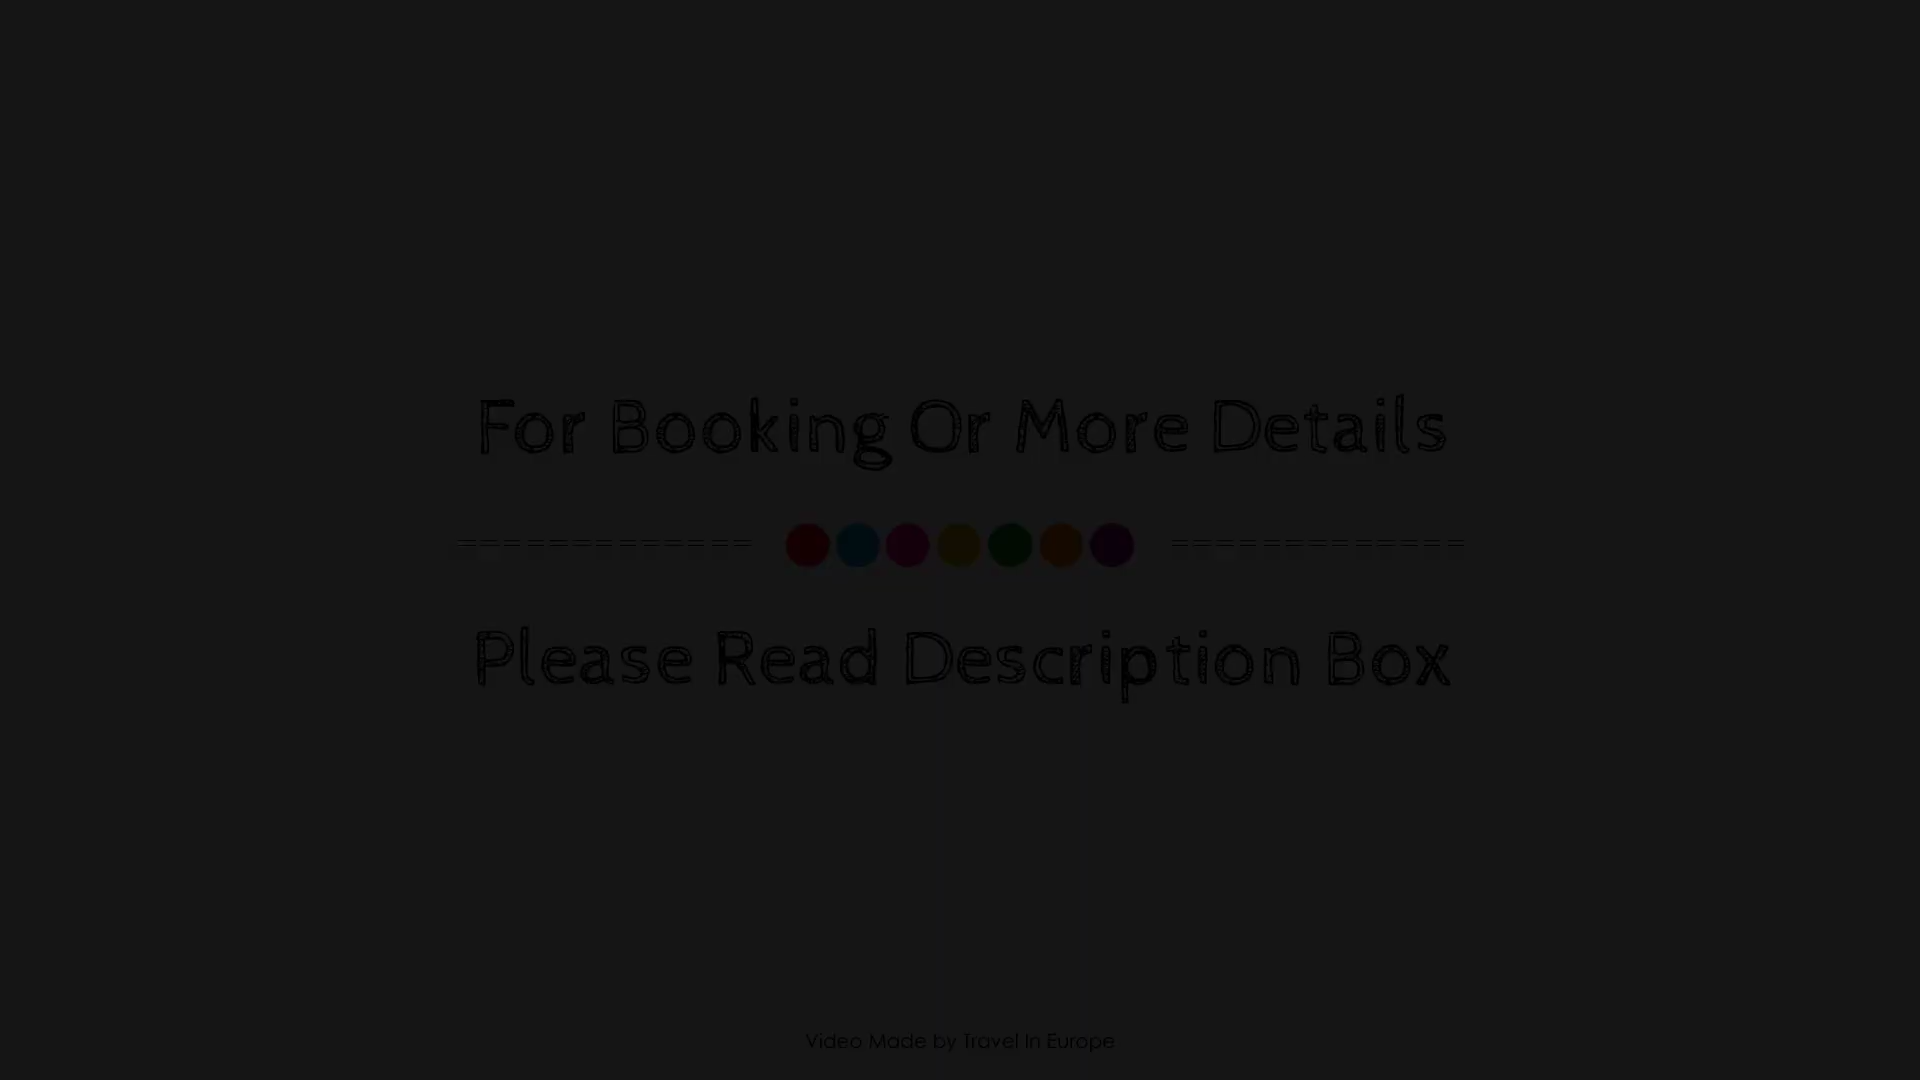 For Booking Or More Details
============= =============
Please Read Description Box
Video Made by Travel In Europe